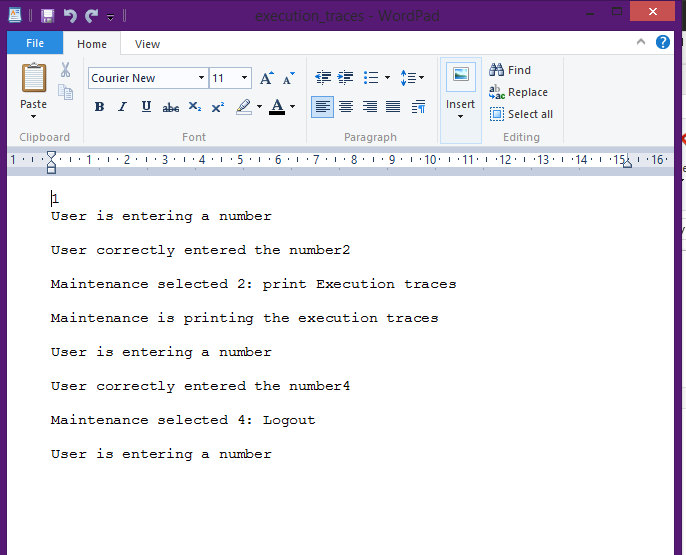 execution_traces - WordPad
File Home View
Paste
Courier New 11
A A
B I U abc X₂ X² A
Insert
Find
Replace
Select all
Clipboard Font Paragraph Editing
1 1 2 3 4 5 6 7 8 9 10 11 12 13 14 15 16
1
User is entering a number
User correctly entered the number2
Maintenance selected 2: print Execution traces
Maintenance is printing the execution traces
User is entering a number
User correctly entered the number4
Maintenance selected 4: Logout
User is entering a number